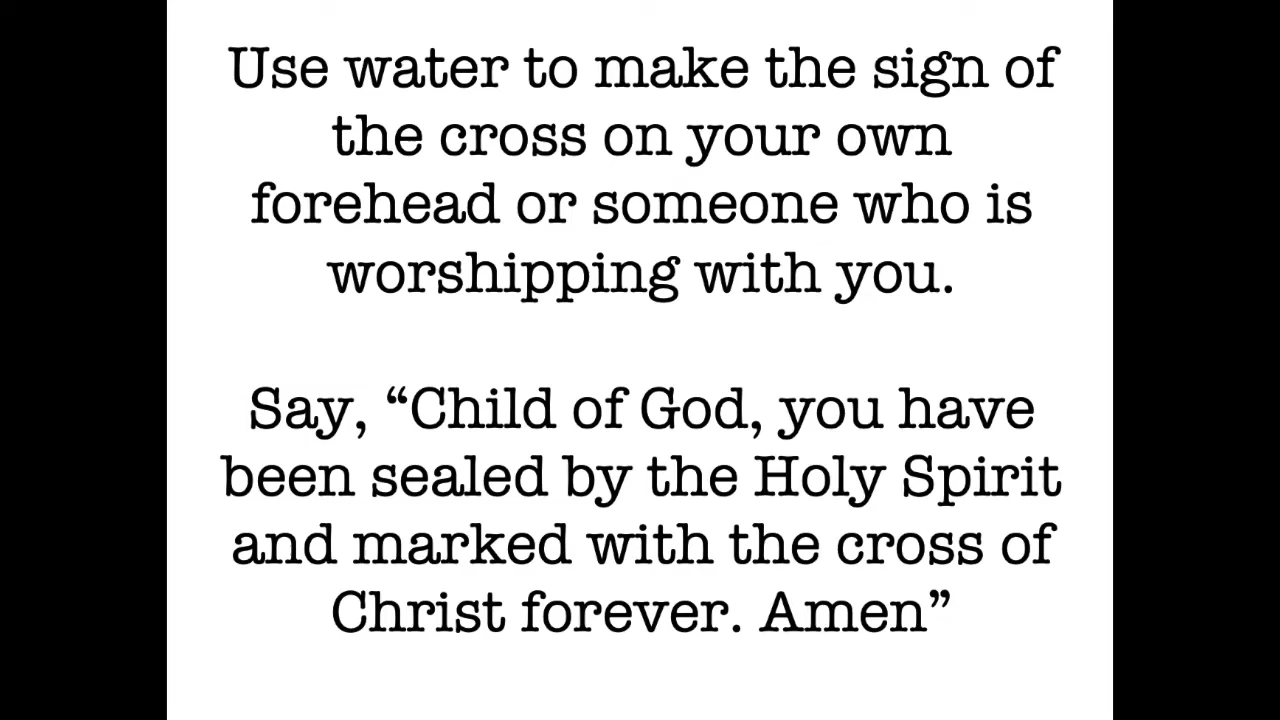 Use water to make the sign of
the cross on your own
forehead or someone who is
worshipping with you.
Say, “Child of God, you have
been sealed by the Holy Spirit
and marked with the cross of
Christ forever. Amen”